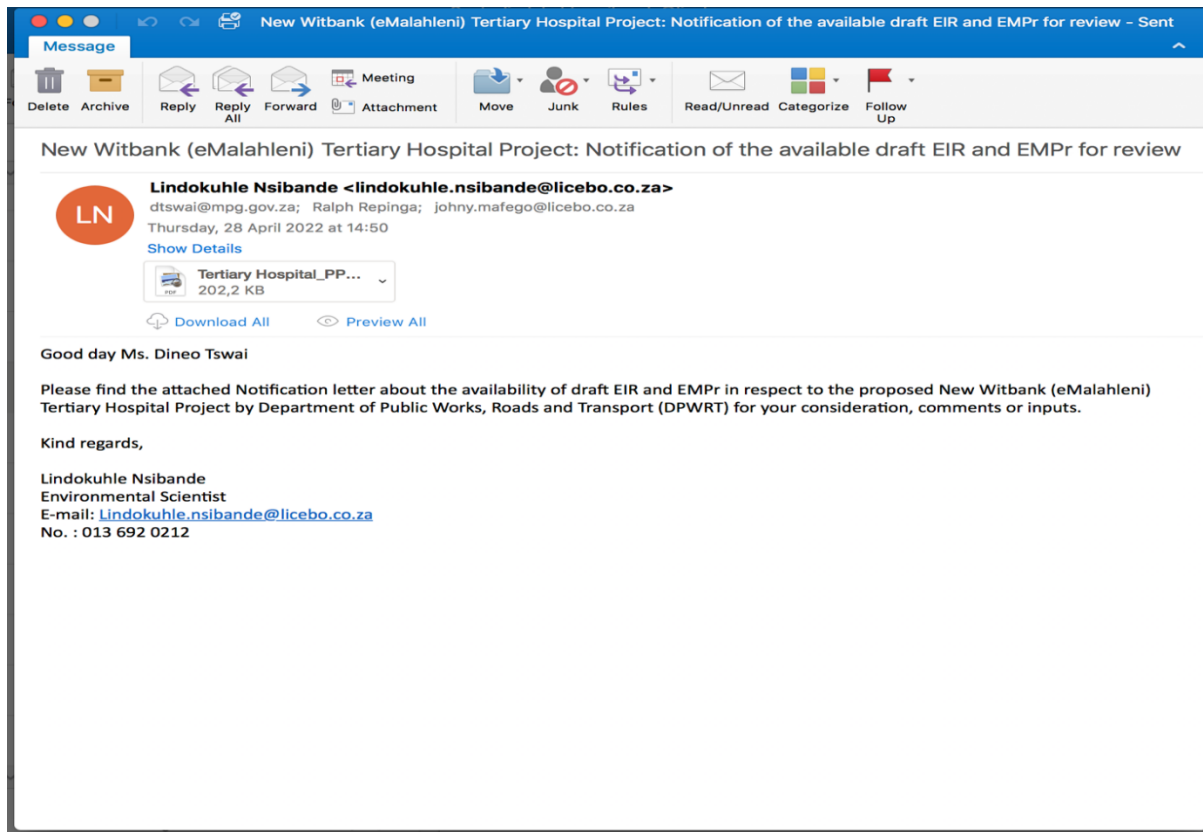 New Witbank (eMalahleni) Tertiary Hospital Project: Notification of the available draft EIR and EMPr for review - Sent
Message
Delete Archive Reply Reply All Forward Meeting Attachment Move Junk Rules Read/Unread Categorize Follow Up
New Witbank (eMalahleni) Tertiary Hospital Project: Notification of the available draft EIR and EMPr for review
LN
Lindokuhle Nsibande <lindokuhle.nsibande@licebo.co.za>
dtswai@mpg.gov.za; Ralph Repinga; johny.mafego@licebo.co.za
Thursday, 28 April 2022 at 14:50
Show Details
PDF
Tertiary Hospital_PP...
202,2 KB
Download All Preview All
Good day Ms. Dineo Tswai
Please find the attached Notification letter about the availability of draft EIR and EMPr in respect to the proposed New Witbank (eMalahleni)
Tertiary Hospital Project by Department of Public Works, Roads and Transport (DPWRT) for your consideration, comments or inputs.
Kind regards,
Lindokuhle Nsibande
Environmental Scientist
E-mail: Lindokuhle.nsibande@licebo.co.za
No. : 013 692 0212